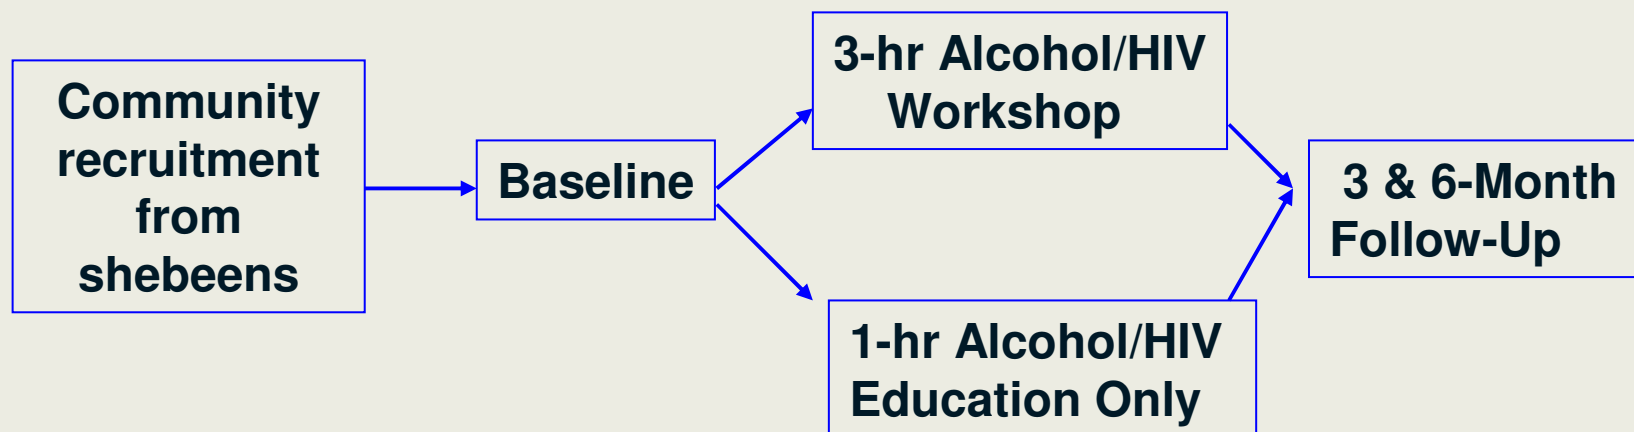 Community
recruitment
from
shebeens
Baseline
3-hr Alcohol/HIV
Workshop
1-hr Alcohol/HIV
Education Only
3 & 6-Month
Follow-Up